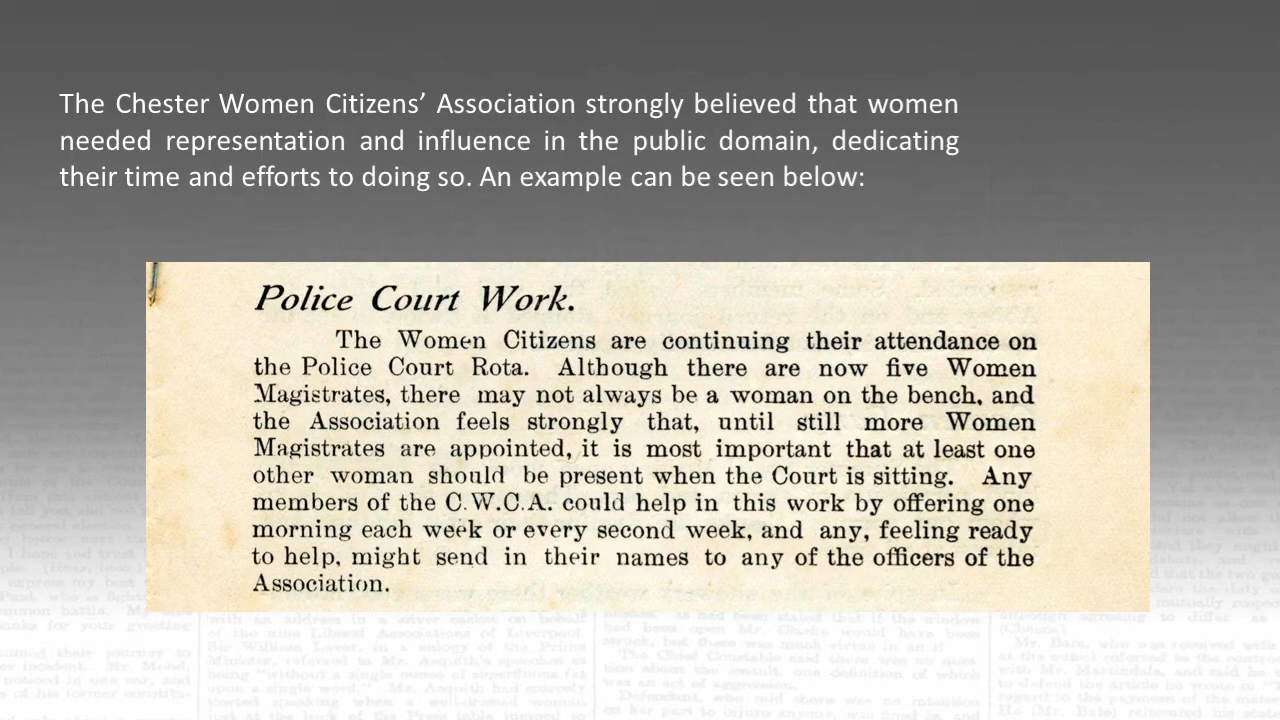 The Chester Women Citizens’ Association strongly believed that women
needed representation and influence in the public domain, dedicating
their time and efforts to doing so. An example can be seen below:
Police Court Work.
The Women Citizens are continuing their attendance on
the Police Court Rota. Although there are now five Women
Magistrates, there may not always be a woman on the bench, and
the Association feels strongly that, until still more Women
Magistrates are appointed, it is most important that at least one
other woman should be present when the Court is sitting. Any
members of the C.W.C.A. could help in this work by offering one
morning each week or every second week, and any, feeling ready
to help, might send in their names to any of the officers of the
Association.